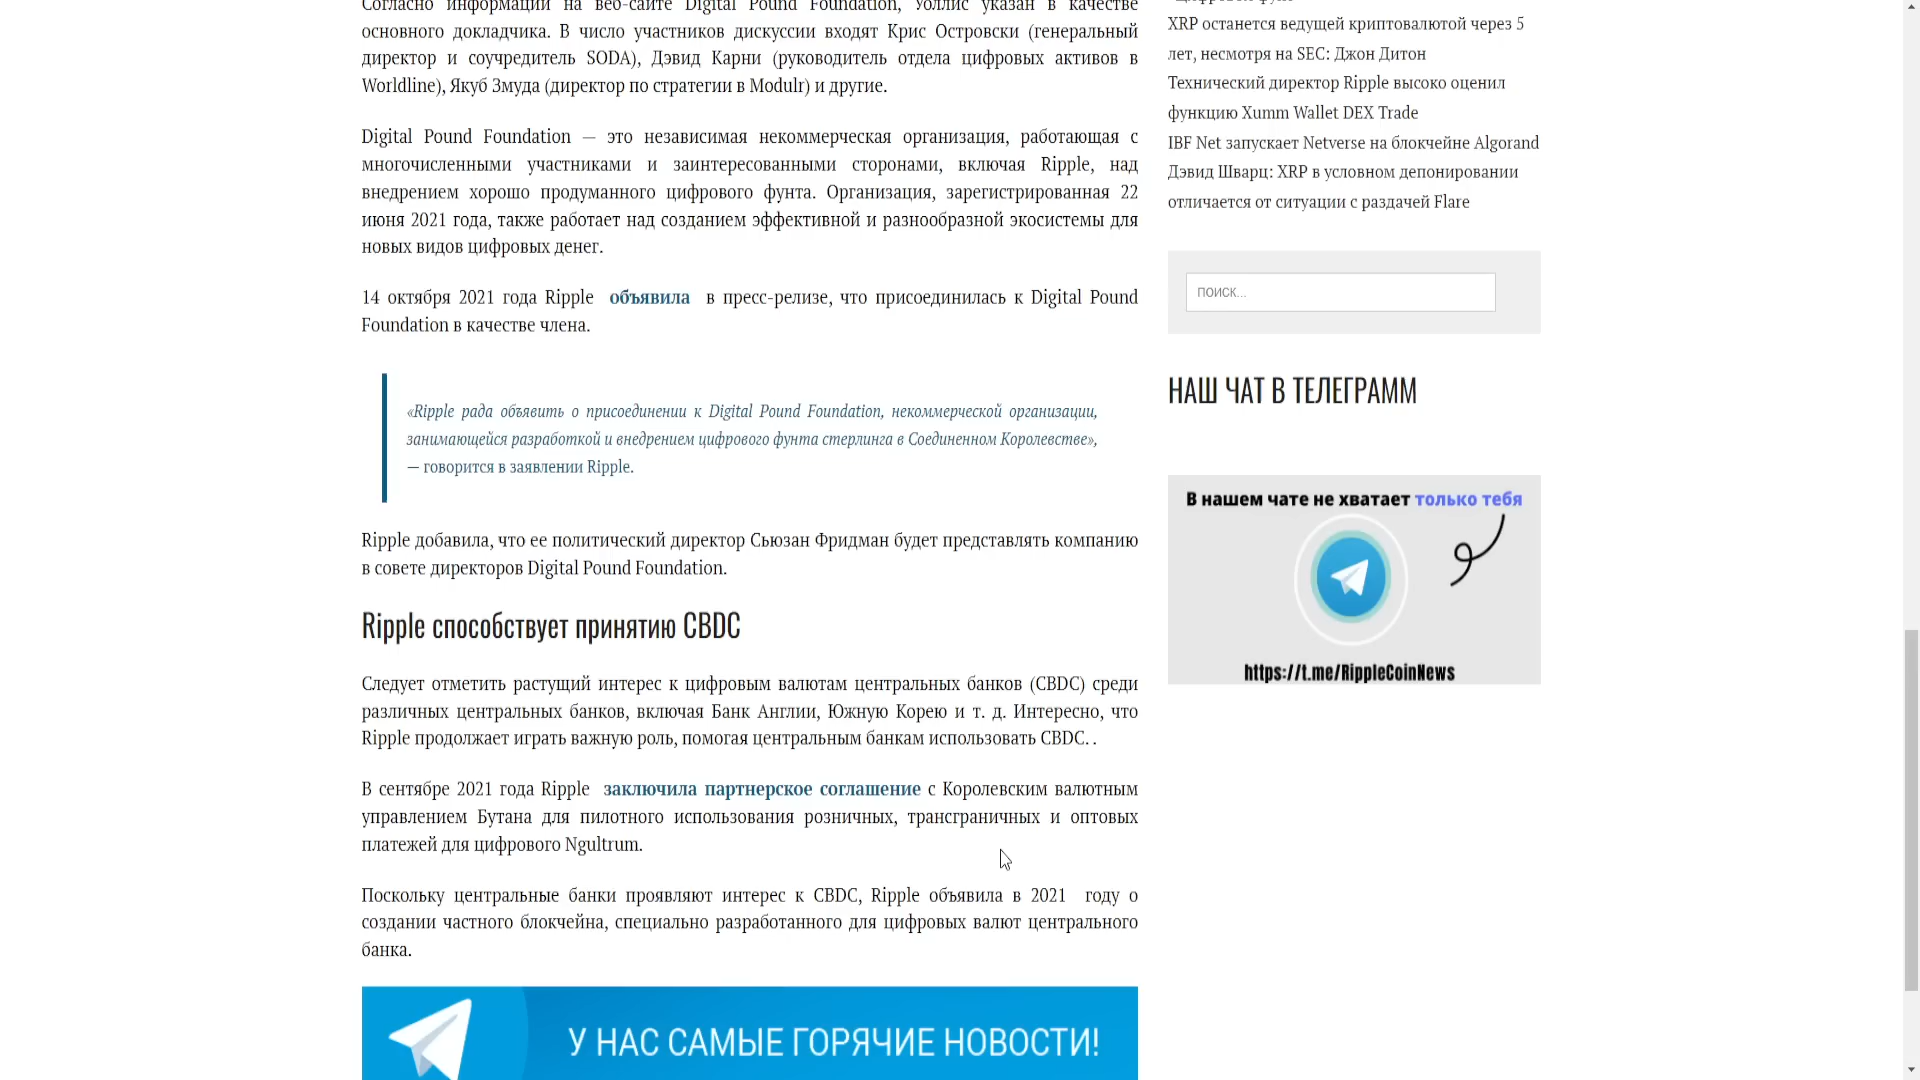 Согласно информации на веб-сайте Digital Pound Foundation, Уоллис указан в качестве
основного докладчика. В число участников дискуссии входят Крис Островски (генеральный
директор и соучредитель SODA), Дэвид Карни (руководитель отдела цифровых активов в
Worldline), Якуб Змуда (директор по стратегии в Modulr) и другие.
Digital Pound Foundation — это независимая некоммерческая организация, работающая с
многочисленными участниками и заинтересованными сторонами, включая Ripple, над
внедрением хорошо продуманного цифрового фунта. Организация, зарегистрированная 22
июня 2021 года, также работает над созданием эффективной и разнообразной экосистемы для
новых видов цифровых денег.
14 октября 2021 года Ripple объявила в пресс-релизе, что присоединилась к Digital Pound
Foundation в качестве члена.
«Ripple рада объявить о присоединении к Digital Pound Foundation, некоммерческой организации,
занимающейся разработкой и внедрением цифрового фунта стерлинга в Соединенном Королевстве»,
— говорится в заявлении Ripple.
Ripple добавила, что ее политический директор Сьюзан Фридман будет представлять компанию
в совете директоров Digital Pound Foundation.
Ripple способствует принятию CBDC
Следует отметить растущий интерес к цифровым валютам центральных банков (CBDC) среди
различных центральных банков, включая Банк Англии, Южную Корею и т. д. Интересно, что
Ripple продолжает играть важную роль, помогая центральным банкам использовать CBDC. .
В сентябре 2021 года Ripple заключила партнерское соглашение с Королевским валютным
управлением Бутана для пилотного использования розничных, трансграничных и оптовых
платежей для цифрового Ngultrum.
Поскольку центральные банки проявляют интерес к CBDC, Ripple объявила в 2021 году о
создании частного блокчейна, специально разработанного для цифровых валют центрального
банка.
У НАС САМЫЕ ГОРЯЧИЕ НОВОСТИ!
XRP останется ведущей криптовалютой через 5
лет, несмотря на SEC: Джон Дитон
Технический директор Ripple высоко оценил
функцию Xumm Wallet DEX Trade
IBF Net запускает Netverse на блокчейне Algorand
Дэвид Шварц: XRP в условном депонировании
отличается от ситуации с раздачей Flare
ПОИСК...
НАШ ЧАТ В ТЕЛЕГРАММ
В нашем чате не хватает только тебя
https://t.me/RippleCoinNews